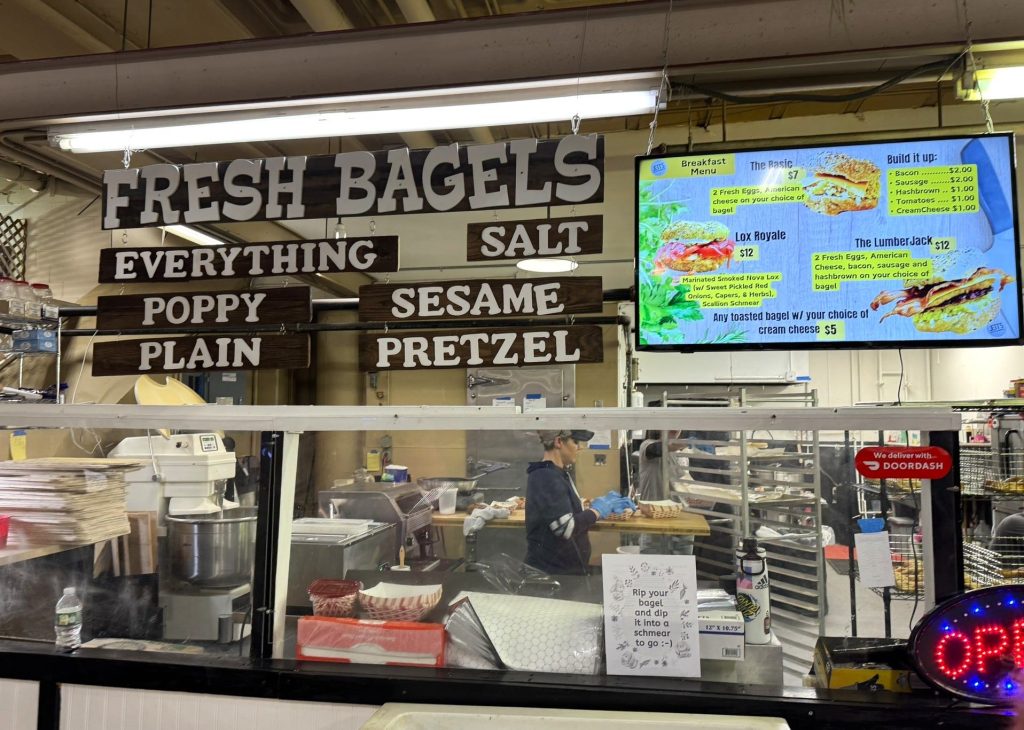 FRESH BAGELS
EVERYTHING
SALT
POPPY
SESAME
PLAIN
PRETZEL
Breakfast
Menu
The Basic
$7
2 Fresh Eggs, American
cheese on your choice of
bagel
Build it up:
• Bacon ........$2.00
• Sausage .......$2.00
• Hashbrown .. $1.00
• Tomatoes .... $1.00
• CreamCheese $1.00
Lox Royale
$12
Marinated Smoked Nova Lox
(w/ Sweet Pickled Red
Onions, Capers, & Herbs),
Scallion Schmear
The LumberJack $12
2 Fresh Eggs, American
Cheese, bacon, sausage and
hashbrown on your choice of
bagel
Any toasted bagel w/ your choice of
cream cheese $5
We deliver with...
DOORDASH
Rip your
bagel and dip
it into a
schmear
to go :-)
12" X 10.75"
OPE